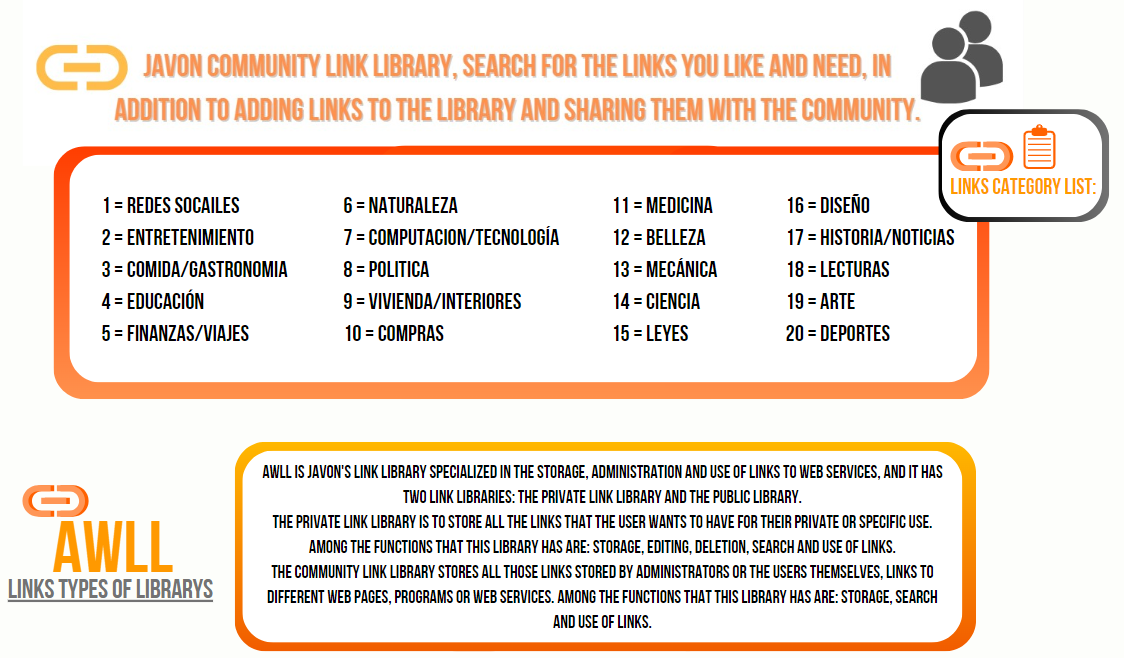 JAVON COMMUNITY LINK LIBRARY, SEARCH FOR THE LINKS YOU LIKE AND NEED, IN
ADDITION TO ADDING LINKS TO THE LIBRARY AND SHARING THEM WITH THE COMMUNITY.
LINKS CATEGORY LIST:
1 = REDES SOCAILES
2 = ENTRETENIMIENTO
3 = COMIDA/GASTRONOMIA
4 = EDUCACIÓN
5 = FINANZAS/VIAJES
6 = NATURALEZA
7 = COMPUTACION/TECNOLOGÍA
8 = POLITICA
9 = VIVIENDA/INTERIORES
10 = COMPRAS
11 = MEDICINA
12 = BELLEZA
13 = MECÁNICA
14 = CIENCIA
15 = LEYES
16 = DISEÑO
17 = HISTORIA/NOTICIAS
18 = LECTURAS
19 = ARTE
20 = DEPORTES
AWLL
LINKS TYPES OF LIBRARYS
AWLL IS JAVON'S LINK LIBRARY SPECIALIZED IN THE STORAGE, ADMINISTRATION AND USE OF LINKS TO WEB SERVICES, AND IT HAS
TWO LINK LIBRARIES: THE PRIVATE LINK LIBRARY AND THE PUBLIC LIBRARY.
THE PRIVATE LINK LIBRARY IS TO STORE ALL THE LINKS THAT THE USER WANTS TO HAVE FOR THEIR PRIVATE OR SPECIFIC USE.
AMONG THE FUNCTIONS THAT THIS LIBRARY HAS ARE: STORAGE, EDITING, DELETION, SEARCH AND USE OF LINKS.
THE COMMUNITY LINK LIBRARY STORES ALL THOSE LINKS STORED BY ADMINISTRATORS OR THE USERS THEMSELVES, LINKS TO
DIFFERENT WEB PAGES, PROGRAMS OR WEB SERVICES. AMONG THE FUNCTIONS THAT THIS LIBRARY HAS ARE: STORAGE, SEARCH
AND USE OF LINKS.